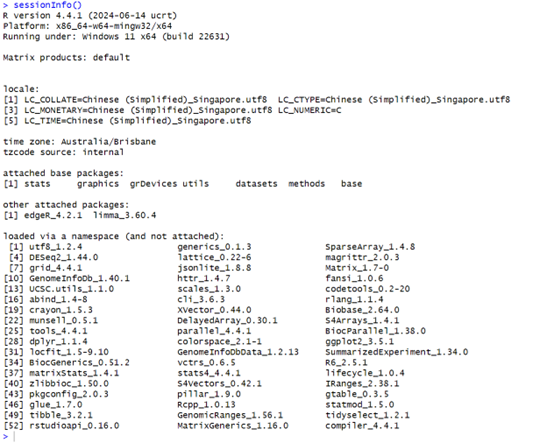 > sessionInfo()
R version 4.4.1 (2024-06-14 ucrt)
Platform: x86_64-w64-mingw32/x64
Running under: Windows 11 x64 (build 22631)
Matrix products: default
locale:
[1] LC_COLLATE=Chinese (Simplified)_Singapore.utf8  LC_CTYPE=Chinese (Simplified)_Singapore.utf8
[3] LC_MONETARY=Chinese (Simplified)_Singapore.utf8 LC_NUMERIC=C
[5] LC_TIME=Chinese (Simplified)_Singapore.utf8
time zone: Australia/Brisbane
tzcode source: internal
attached base packages:
[1] stats     graphics  grDevices utils     datasets  methods   base
other attached packages:
[1] edgeR_4.2.1  limma_3.60.4
loaded via a namespace (and not attached):
[1] utf8_1.2.4 generics_0.1.3 SparseArray_1.4.8
[4] DESeq2_1.44.0 lattice_0.22-6 magrittr_2.0.3
[7] grid_4.4.1 jsonlite_1.8.8 Matrix_1.7-0
[10] GenomeInfoDb_1.40.1 httr_1.4.7 fansi_1.0.6
[13] UCSC.utils_1.1.0 scales_1.3.0 codetools_0.2-20
[16] abind_1.4-8 cli_3.6.3 rlang_1.1.4
[19] crayon_1.5.3 XVector_0.44.0 Biobase_2.64.0
[22] munsell_0.5.1 DelayedArray_0.30.1 S4Arrays_1.4.1
[25] tools_4.4.1 parallel_4.4.1 BiocParallel_1.38.0
[28] dplyr_1.1.4 colorspace_2.1-1 ggplot2_3.5.1
[31] locfit_1.5-9.10 GenomeInfoDbData_1.2.13 SummarizedExperiment_1.34.0
[34] BiocGenerics_0.51.2 vctrs_0.6.5 R6_2.5.1
[37] matrixStats_1.4.1 stats4_4.4.1 lifecycle_1.0.4
[40] zlibbioc_1.50.0 S4Vectors_0.42.1 IRanges_2.38.1
[43] pkgconfig_2.0.3 pillar_1.9.0 gtable_0.3.5
[46] glue_1.7.0 Rcpp_1.0.13 statmod_1.5.0
[49] tibble_3.2.1 GenomicRanges_1.56.1 tidyselect_1.2.1
[52] rstudioapi_0.16.0 MatrixGenerics_1.16.0 compiler_4.4.1
>